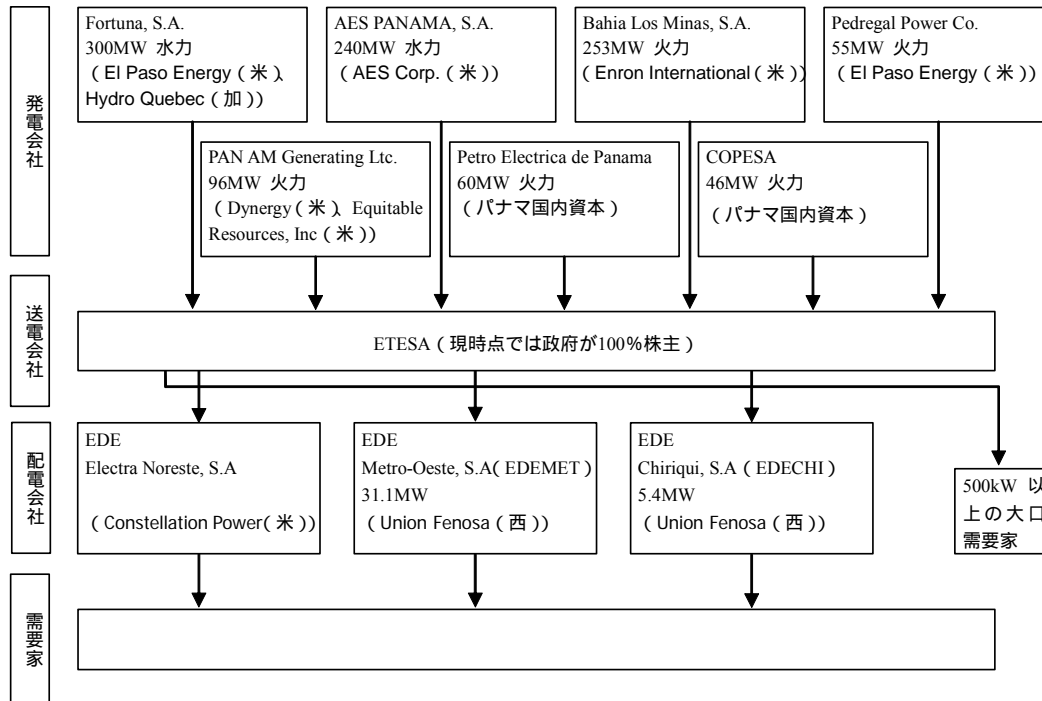 発電会社
Fortuna, S.A.
300MW 水力
（El Paso Energy（米）、
Hydro Quebec（加））
AES PANAMA, S.A.
240MW 水力
（AES Corp.（米））
Bahia Los Minas, S.A.
253MW 火力
（Enron International（米））
Pedregal Power Co.
55MW 火力
（El Paso Energy（米））
PAN AM Generating Ltc.
96MW 火力
（Dynergy（米）、Equitable
Resources, Inc（米））
Petro Electrica de Panama
60MW 火力
（パナマ国内資本）
COPESA
46MW 火力
（パナマ国内資本）
送電会社
ETESA（現時点では政府が100%株主）
配電会社
EDE
Electra Noreste, S.A
（Constellation Power（米））
EDE
Metro-Oeste, S.A（EDEMET）
31.1MW
（Union Fenosa（西））
EDE
Chiriqui, S.A（EDECHI）
5.4MW
（Union Fenosa（西））
500kW 以
上の大口
需要家
需要家